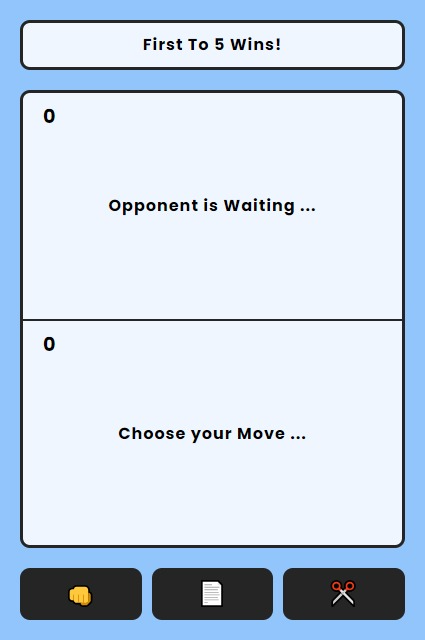 First To 5 Wins!
0
Opponent is Waiting ...
0
Choose your Move ...